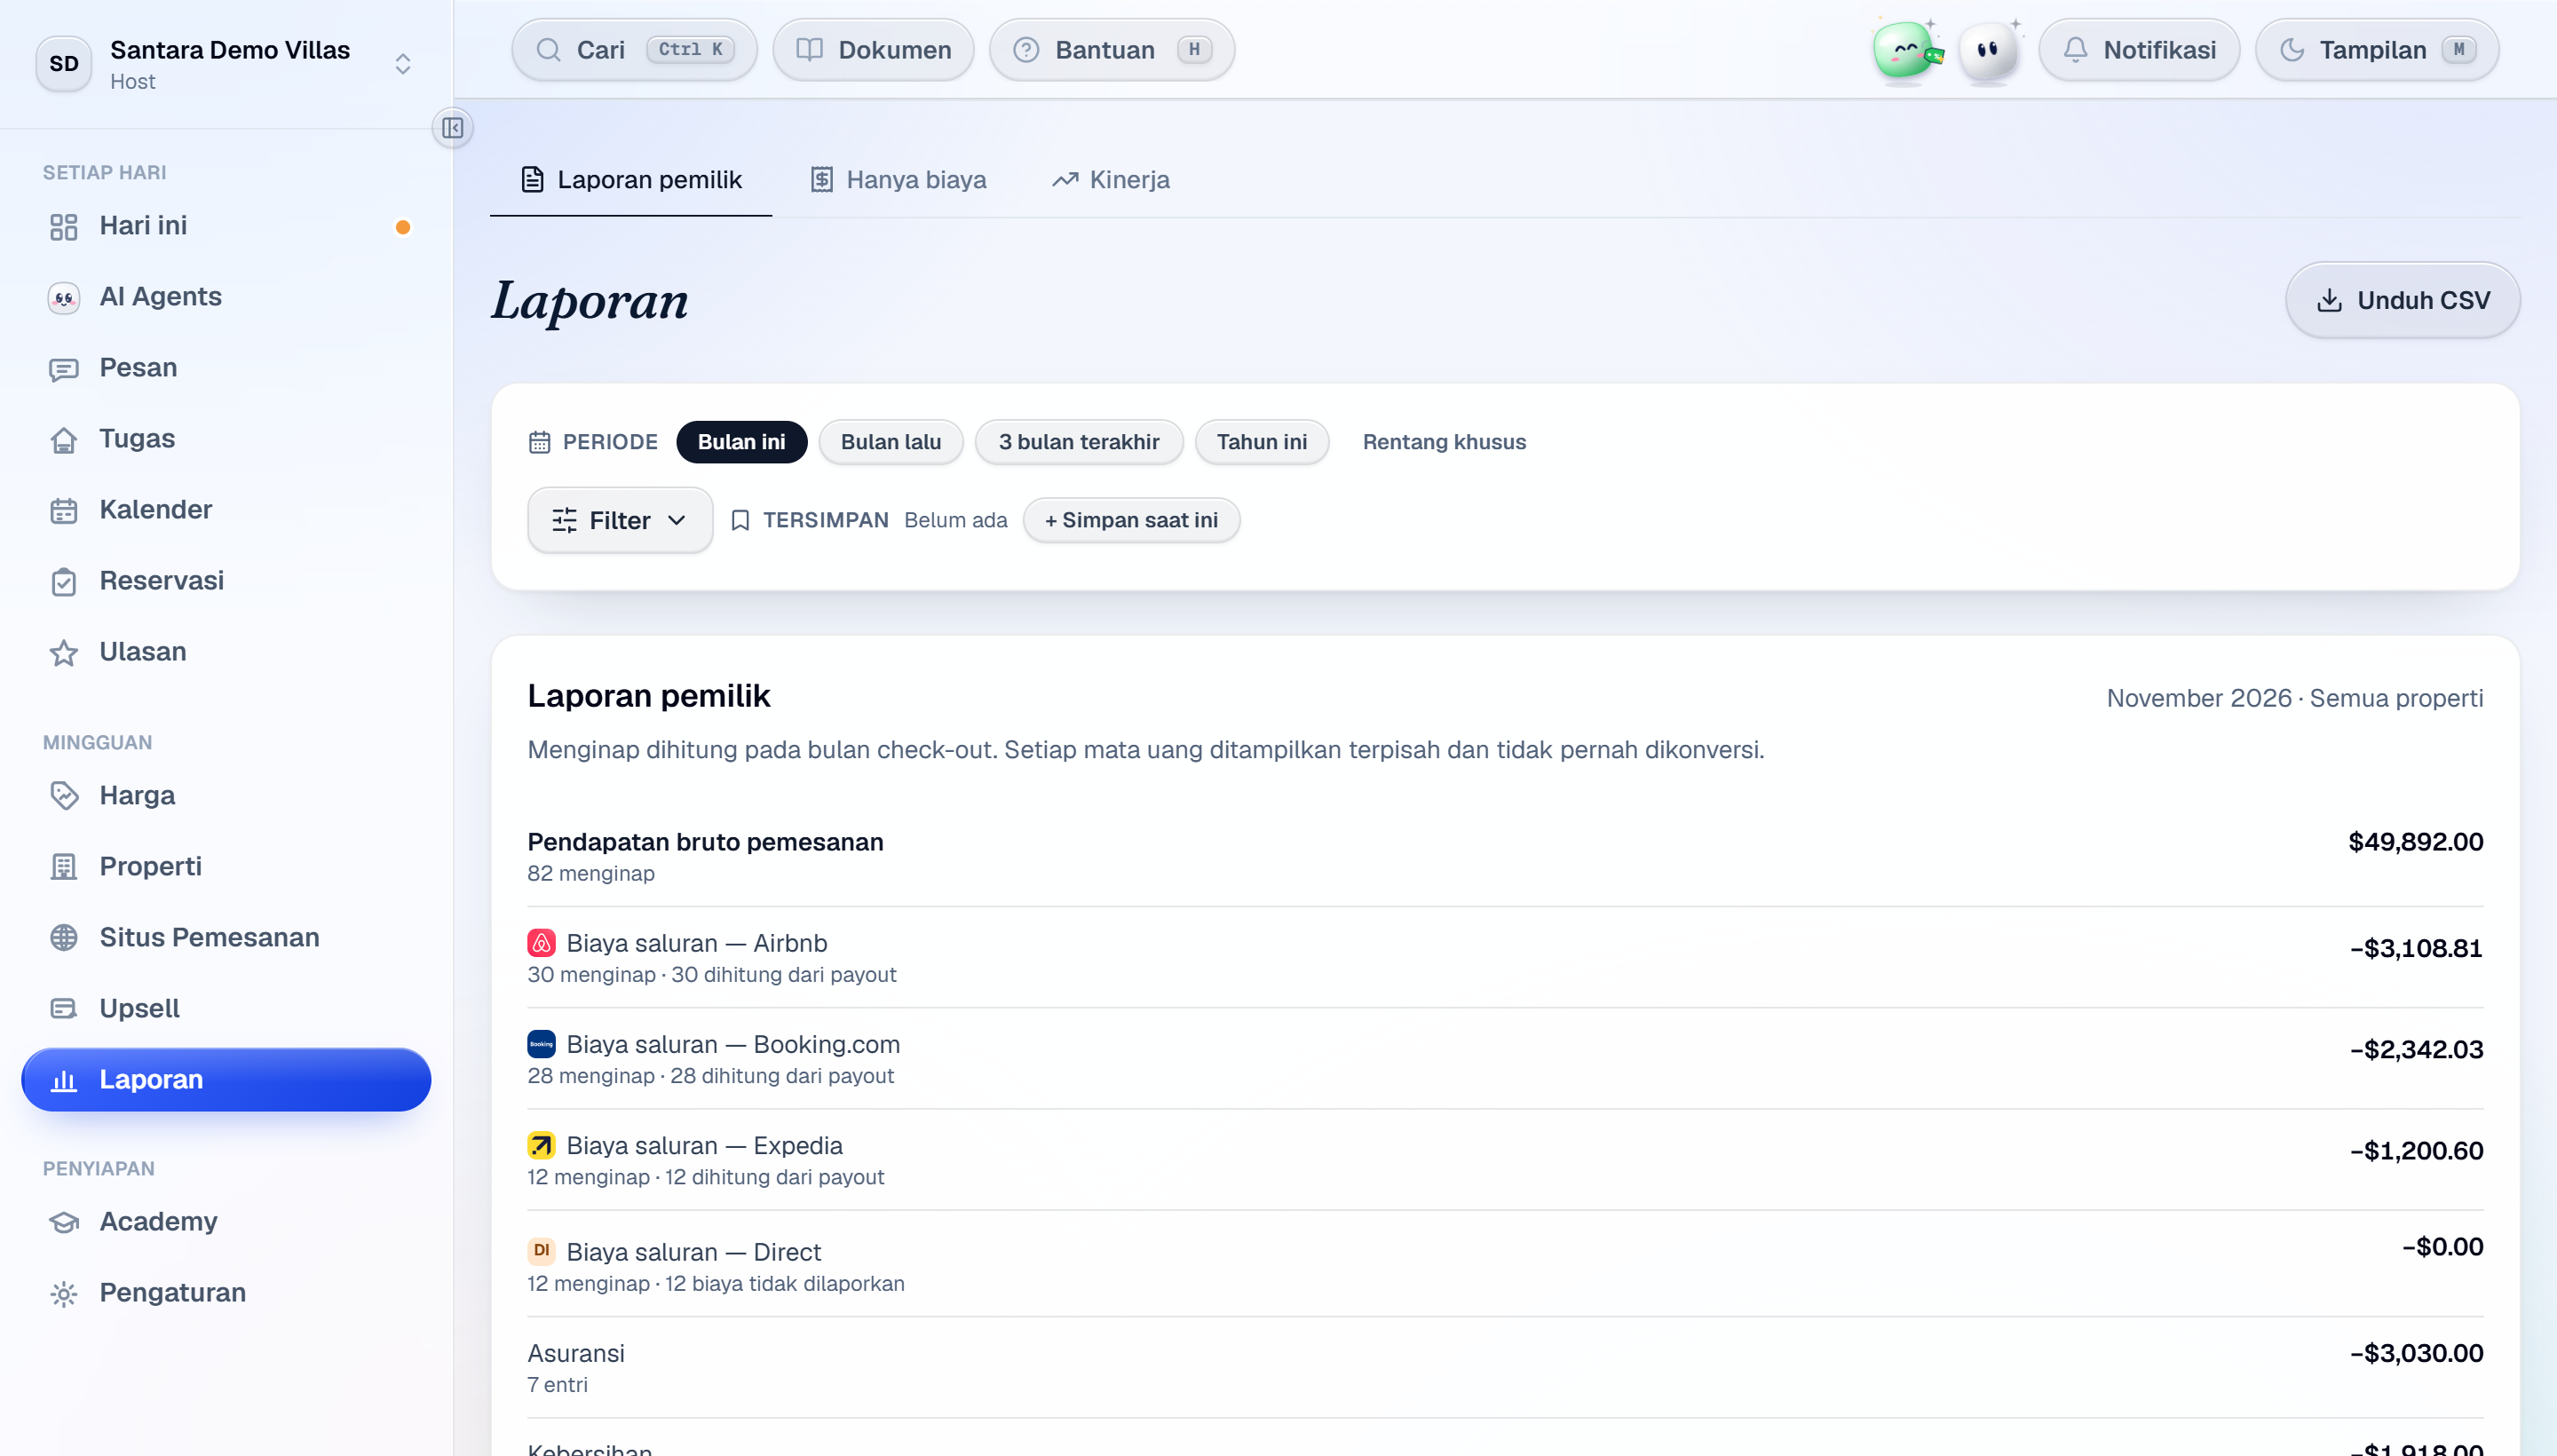 SD
Santara Demo Villas
Host
Cari
Ctrl K
Dokumen
Bantuan
H
Notifikasi
Tampilan
M
SETIAP HARI
Hari ini
AI Agents
Pesan
Tugas
Kalender
Reservasi
Ulasan
MINGGUAN
Harga
Properti
Situs Pemesanan
Upsell
Laporan
PENYIAPAN
Academy
Pengaturan
Laporan pemilik
Hanya biaya
Kinerja
Laporan
Unduh CSV
PERIODE
Bulan ini
Bulan lalu
3 bulan terakhir
Tahun ini
Rentang khusus
Filter
TERSIMPAN
Belum ada
+ Simpan saat ini
Laporan pemilik
November 2026 · Semua properti
Menginap dihitung pada bulan check-out. Setiap mata uang ditampilkan terpisah dan tidak pernah dikonversi.
Pendapatan bruto pemesanan
$49,892.00
82 menginap
Biaya saluran — Airbnb
−$3,108.81
30 menginap · 30 dihitung dari payout
Booking
Biaya saluran — Booking.com
−$2,342.03
28 menginap · 28 dihitung dari payout
Biaya saluran — Expedia
−$1,200.60
12 menginap · 12 dihitung dari payout
DI
Biaya saluran — Direct
−$0.00
12 menginap · 12 biaya tidak dilaporkan
Asuransi
−$3,030.00
7 entri
Kebersihan
−$1,918.00